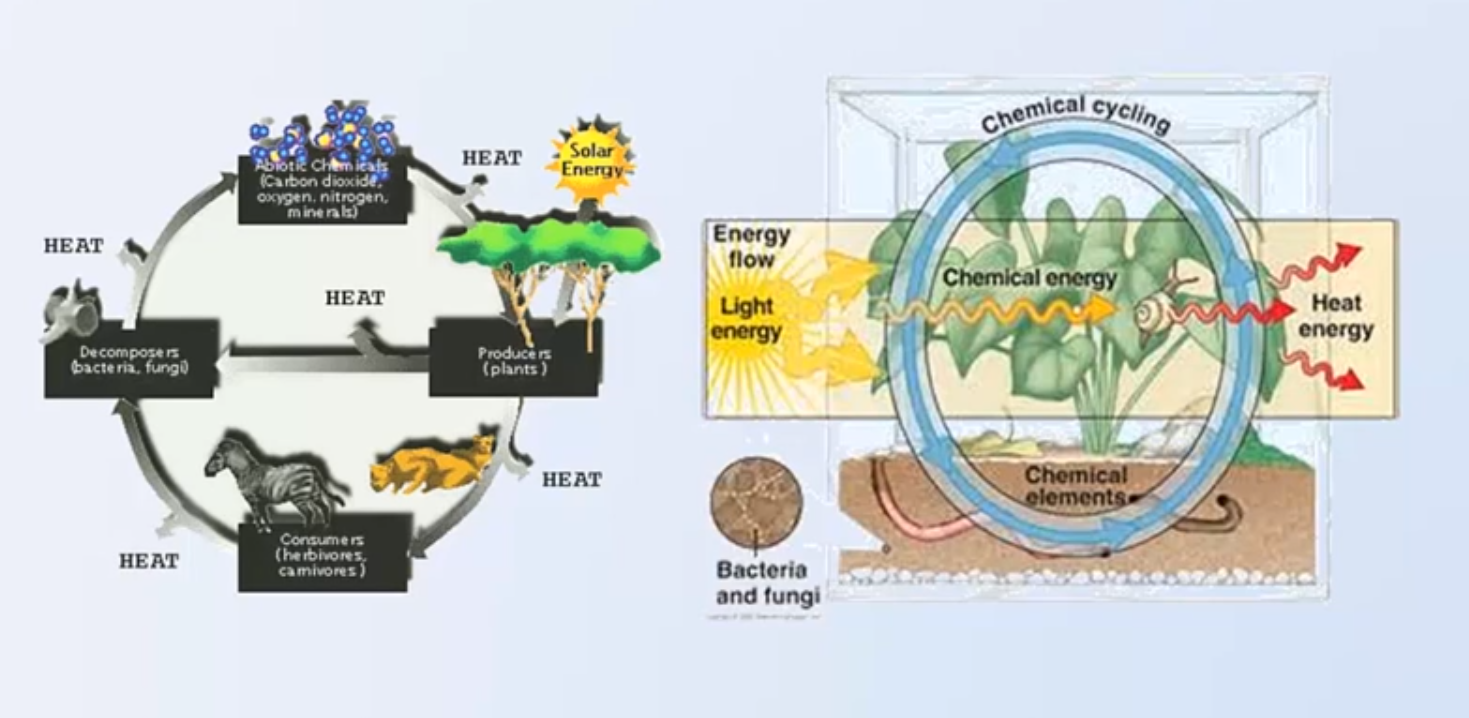 HEAT
Solar
Energy
Abiotic Chemicals
(Carbon dioxide,
oxygen, nitrogen,
minerals)
HEAT
HEAT
Decomposers
(bacteria, fungi)
Producers
(plants)
HEAT
Consumers
(herbivores,
carnivores)
HEAT
Chemical cycling
Energy
flow
Light
energy
Chemical energy
Heat
energy
Chemical
elements
Bacteria
and fungi